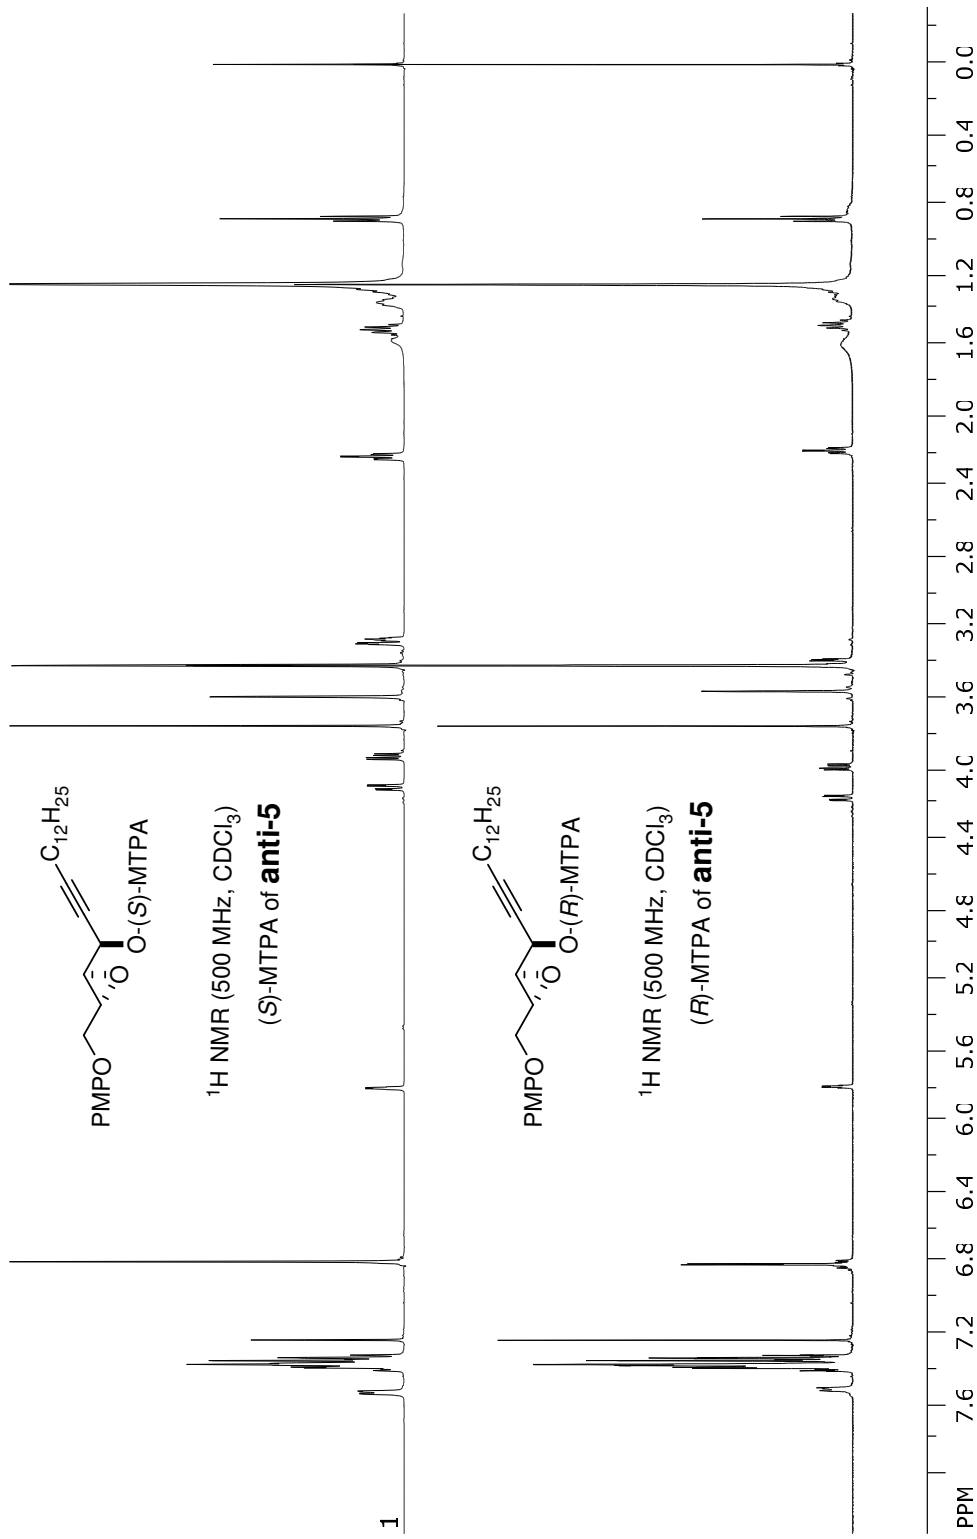 PMPO
O
O-(S)-MTPA
C12H25
1H NMR (500 MHz, CDCl3)
(S)-MTPA of anti-5
1
PMPO
O
O-(R)-MTPA
C12H25
1H NMR (500 MHz, CDCl3)
(R)-MTPA of anti-5
PPM 7.6 7.2 6.8 6.4 6.0 5.6 5.2 4.8 4.4 4.0 3.6 3.2 2.8 2.4 2.0 1.6 1.2 0.8 0.4 0.0